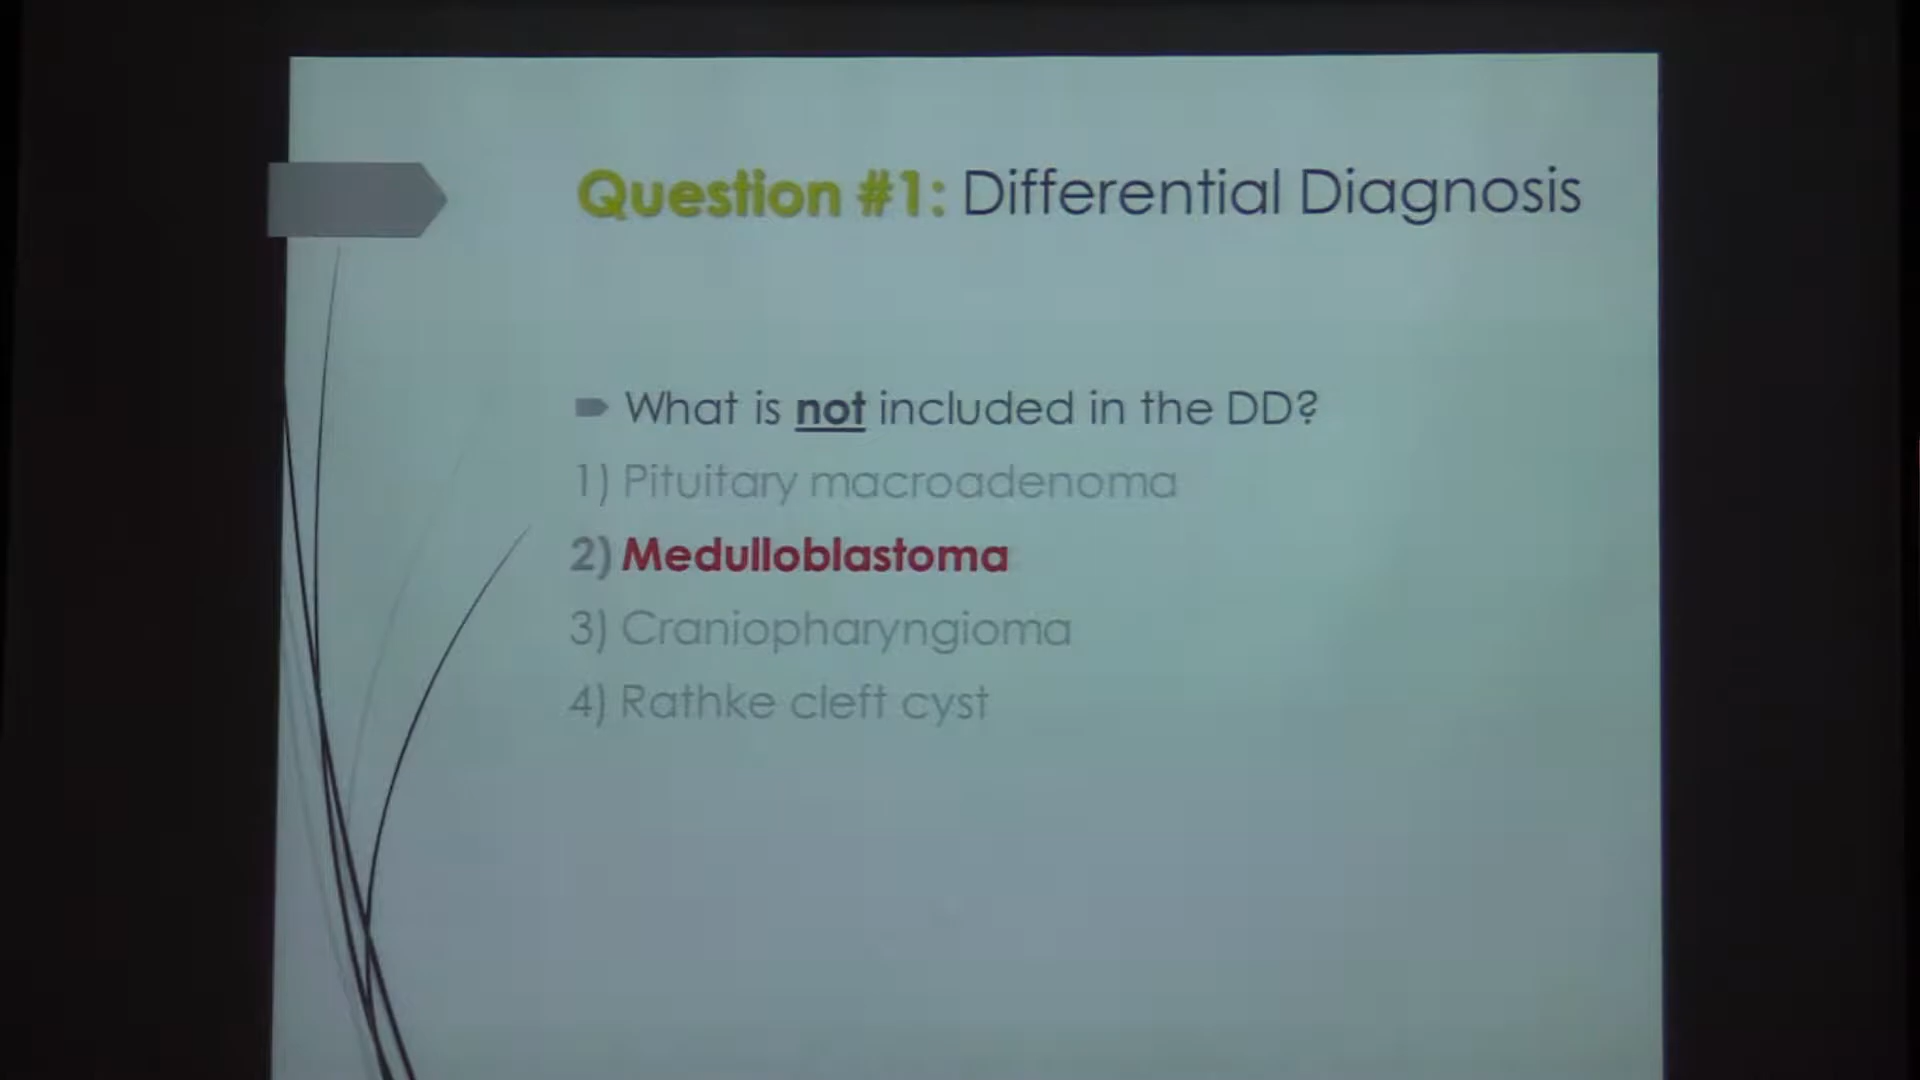 Question #1: Differential Diagnosis
What is not included in the DD?
1) Pituitary macroadenoma
2) Medulloblastoma
3) Craniopharyngioma
4) Rathke cleft cyst